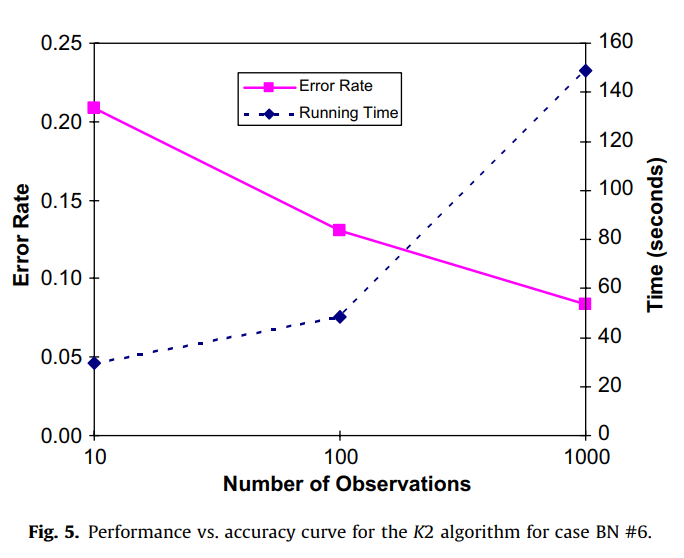 0.25
0.20
0.15
0.10
0.05
0.00
Error Rate
Error Rate
Running Time
160
140
120
100
80
60
40
20
0
Time (seconds)
10 100 1000
Number of Observations
Fig. 5. Performance vs. accuracy curve for the K2 algorithm for case BN #6.